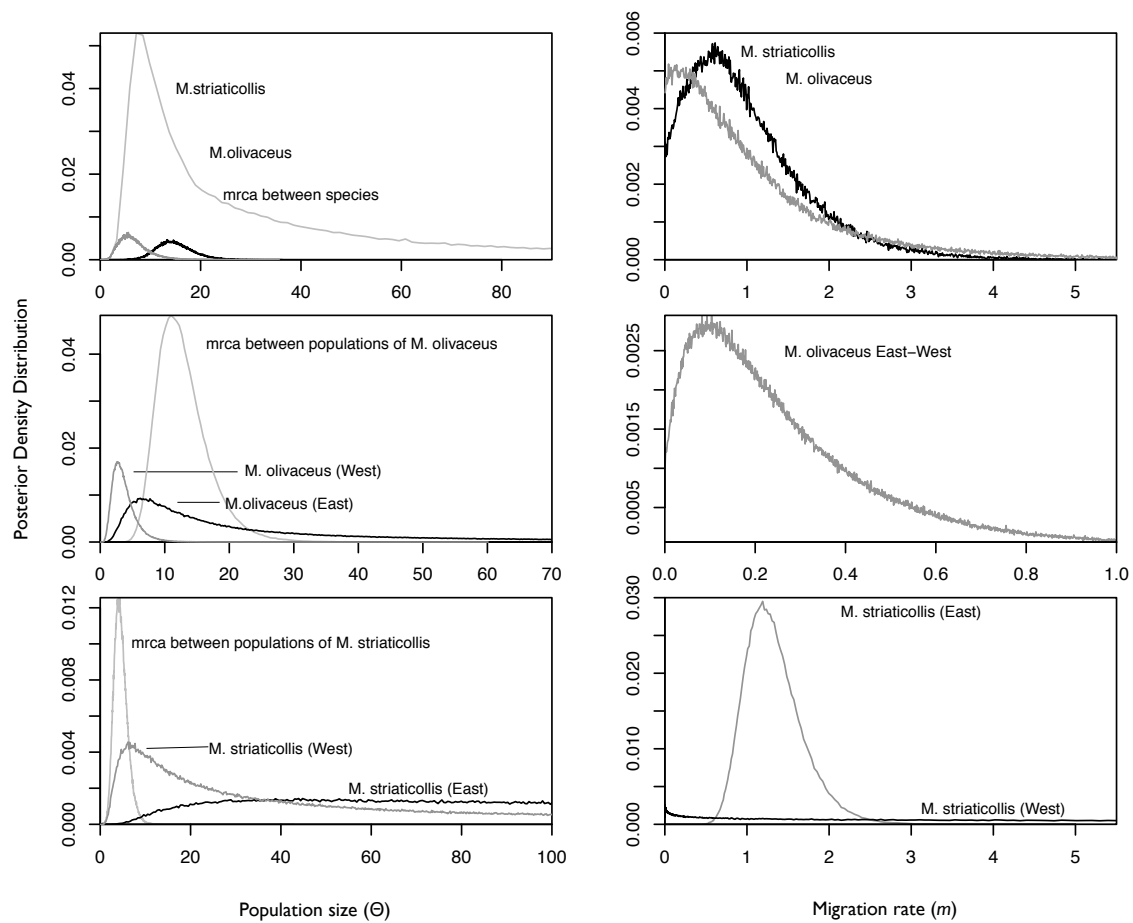 Posterior Density Distribution
0.04
0.02
0.00
M.striaticollis
M.olivaceus
mrca between species
0 20 40 60 80
0.006
0.004
0.002
0.000
M. striaticollis
M. olivaceus
0 1 2 3 4 5
0.04
0.02
0.00
mrca between populations of M. olivaceus
M. olivaceus (West)
M.olivaceus (East)
0 10 20 30 40 50 60 70
0.0025
0.0015
0.0005
M. olivaceus East–West
0.0 0.2 0.4 0.6 0.8 1.0
0.012
0.008
0.004
0.000
mrca between populations of M. striaticollis
M. striaticollis (West)
M. striaticollis (East)
0 20 40 60 80 100
0.030
0.020
0.010
0.000
M. striaticollis (East)
M. striaticollis (West)
0 1 2 3 4 5
Population size (Θ)
Migration rate (m)